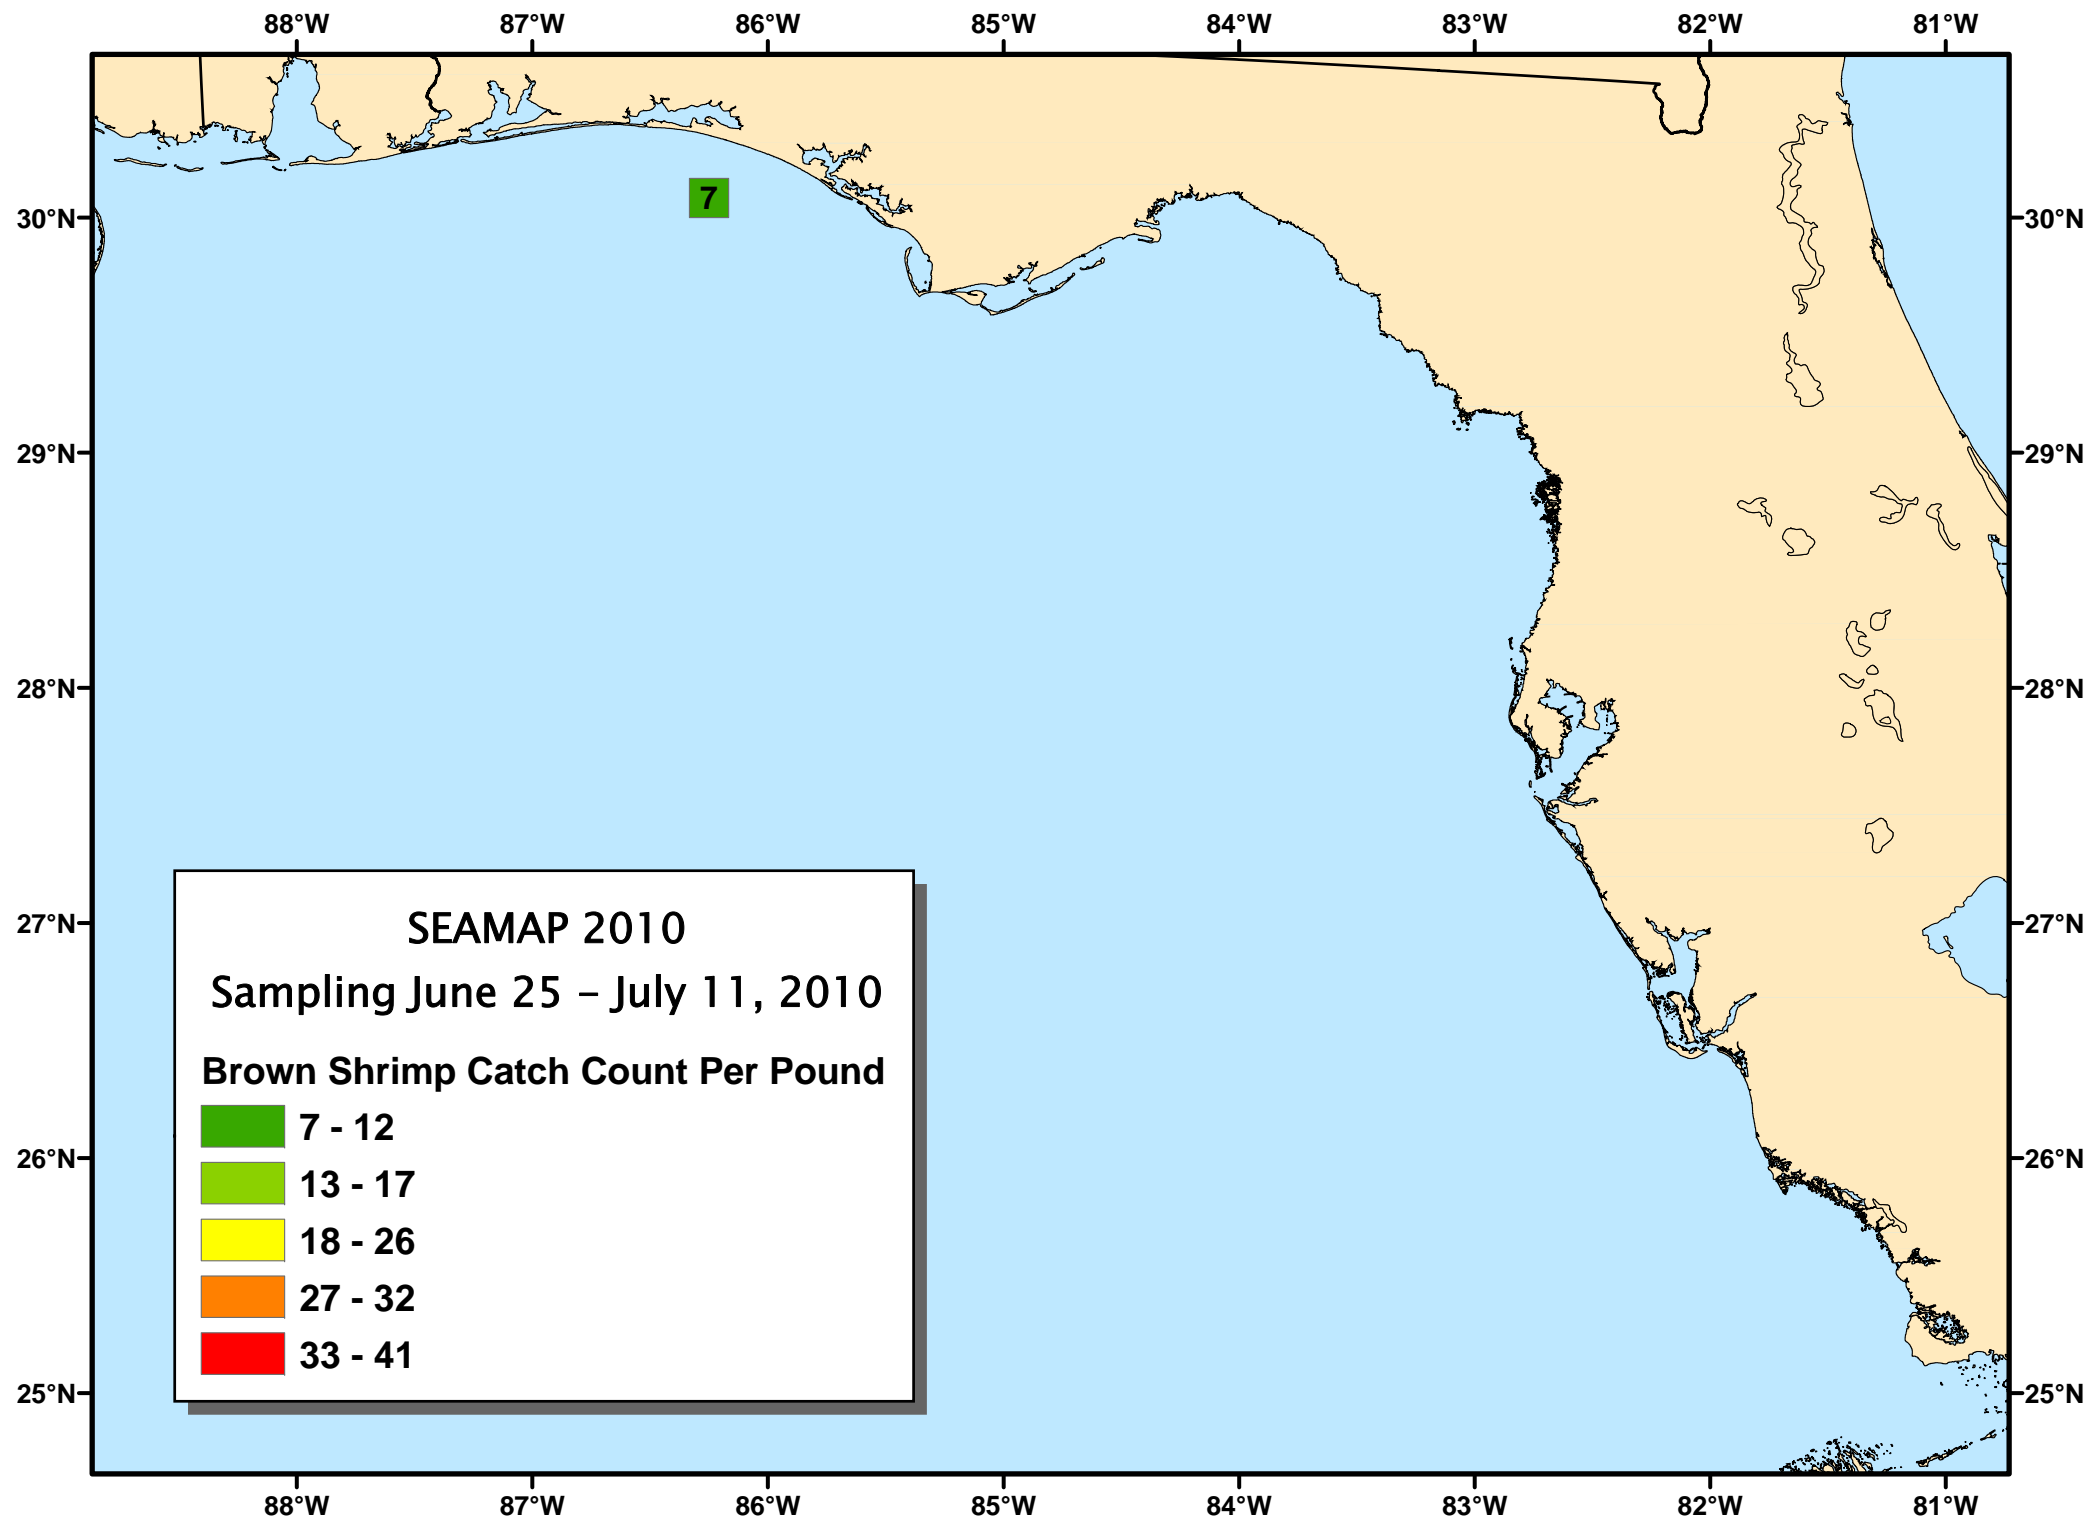 88°W 87°W 86°W 85°W 84°W 83°W 82°W 81°W
7
30°N 30°N
29°N 29°N
28°N 28°N
27°N 27°N
SEAMAP 2010
Sampling June 25 – July 11, 2010
Brown Shrimp Catch Count Per Pound
7 - 12
26°N 26°N
13 - 17
18 - 26
27 - 32
33 - 41
25°N 25°N
88°W 87°W 86°W 85°W 84°W 83°W 82°W 81°W